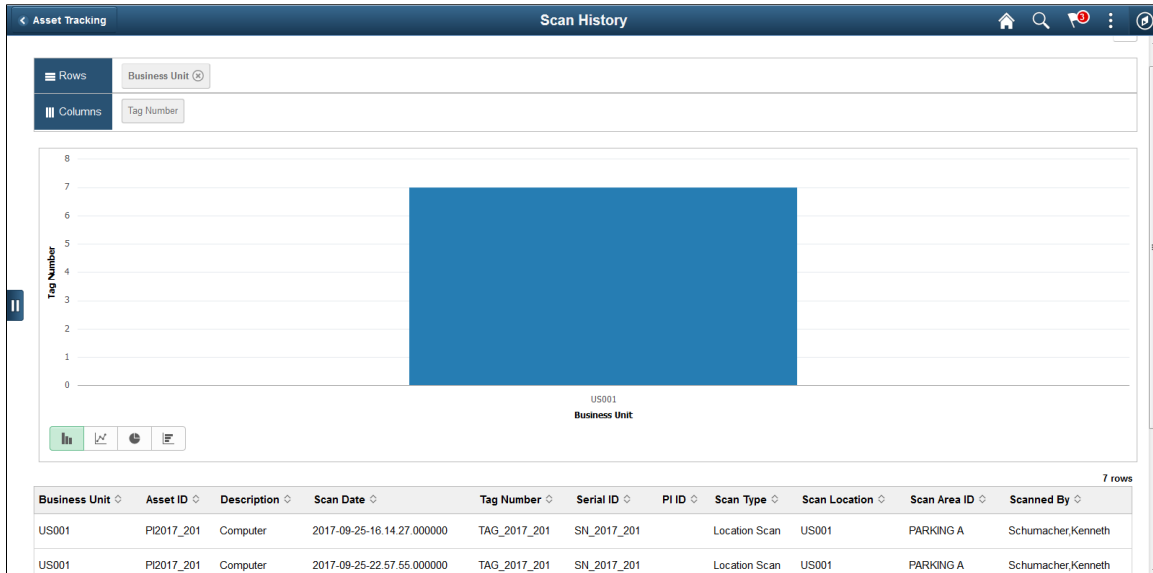 Asset Tracking
Scan History
3
Rows
Business Unit
Columns
Tag Number
8
7
6
5
4
3
2
1
0
Tag Number
US001
Business Unit
7 rows
Business Unit Asset ID Description Scan Date Tag Number Serial ID PI ID Scan Type Scan Location Scan Area ID Scanned By
US001 PI2017_201 Computer 2017-09-25-16.14.27.000000 TAG_2017_201 SN_2017_201 Location Scan US001 PARKING A Schumacher,Kenneth
US001 PI2017_201 Computer 2017-09-25-22.57.55.000000 TAG_2017_201 SN_2017_201 Location Scan US001 PARKING A Schumacher,Kenneth